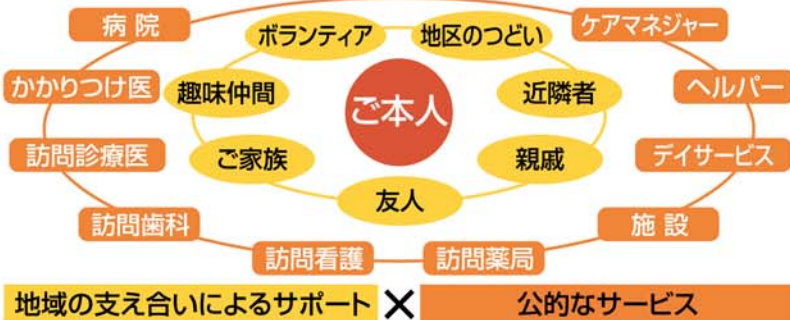 病院
ケアマネジャー
ボランティア
地区のつどい
かかりつけ医
趣味仲間
ご本人
近隣者
ヘルパー
訪問診療医
ご家族
親戚
デイサービス
友人
訪問歯科
施設
訪問看護
訪問薬局
地域の支え合いによるサポート × 公的なサービス